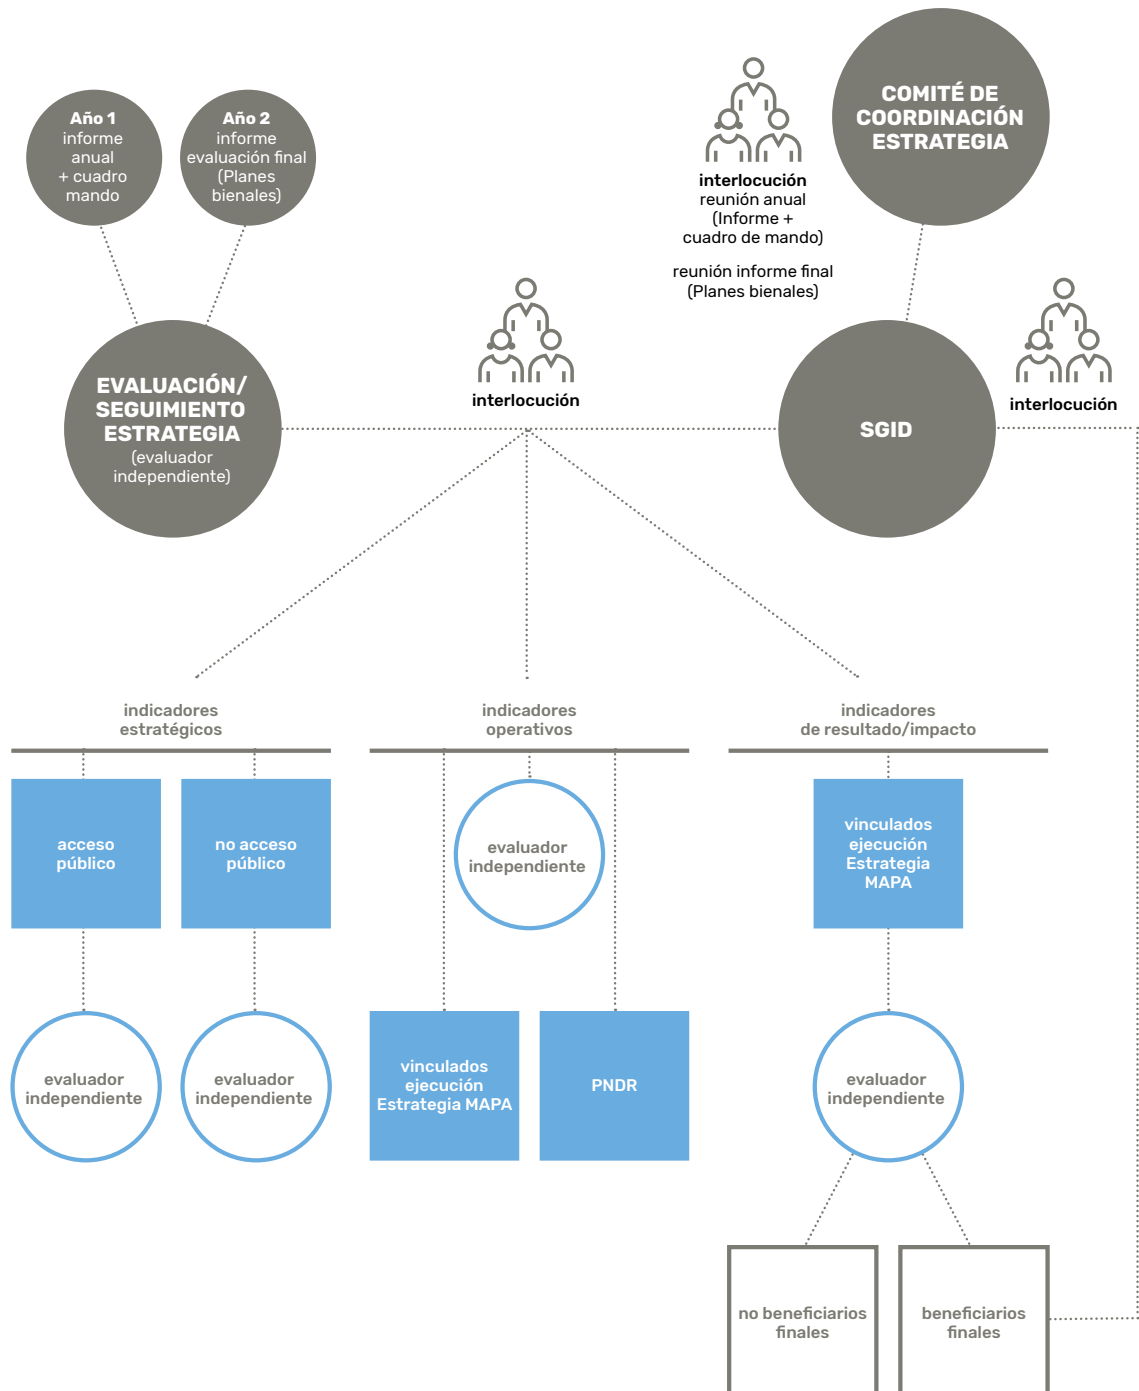 Año 1
informe
anual
+ cuadro
mando
Año 2
informe
evaluación final
(Planes
bienales)
COMITÉ DE
COORDINACIÓN
ESTRATEGIA
interlocución
reunión anual
(Informe +
cuadro de mando)
reunión informe final
(Planes bienales)
EVALUACIÓN/
SEGUIMIENTO
ESTRATEGIA
(evaluador
independiente)
interlocución
SGID
interlocución
indicadores
estratégicos
indicadores
operativos
indicadores
de resultado/impacto
acceso
público
no acceso
público
evaluador
independiente
vinculados
ejecución
Estrategia
MAPA
evaluador
independiente
evaluador
independiente
vinculados
ejecución
Estrategia MAPA
PNDR
evaluador
independiente
no beneficiarios
finales
beneficiarios
finales